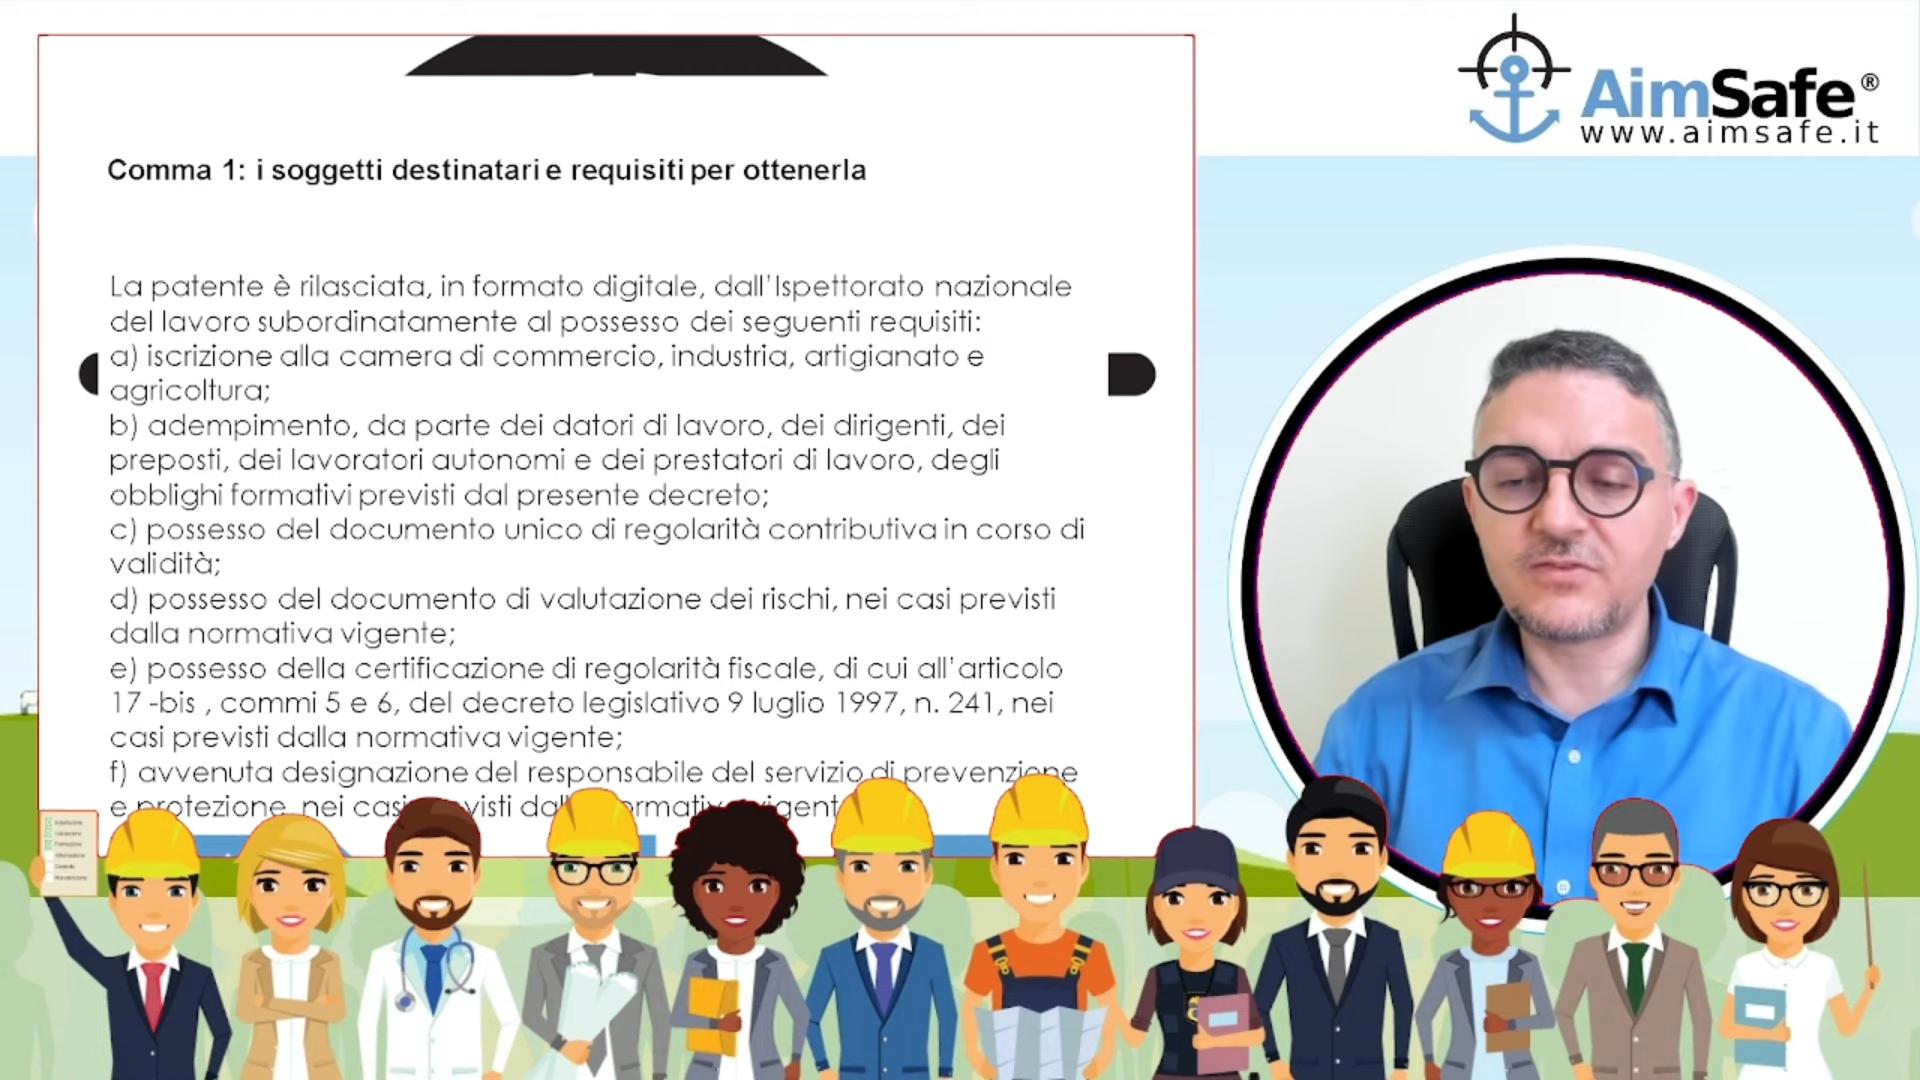 AimSafe®
www.aimsafe.it
Comma 1: i soggetti destinatari e requisiti per ottenerla
La patente è rilasciata, in formato digitale, dall'Ispettorato nazionale
del lavoro subordinatamente al possesso dei seguenti requisiti:
a) iscrizione alla camera di commercio, industria, artigianato e
agricoltura;
b) adempimento, da parte dei datori di lavoro, dei dirigenti, dei
preposti, dei lavoratori autonomi e dei prestatori di lavoro, degli
obblighi formativi previsti dal presente decreto;
c) possesso del documento unico di regolarità contributiva in corso di
validità;
d) possesso del documento di valutazione dei rischi, nei casi previsti
dalla normativa vigente;
e) possesso della certificazione di regolarità fiscale, di cui all'articolo
17 -bis , commi 5 e 6, del decreto legislativo 9 luglio 1997, n. 241, nei
casi previsti dalla normativa vigente;
f) avvenuta designazione del responsabile del servizio di prevenzione
e protezione, nei casi